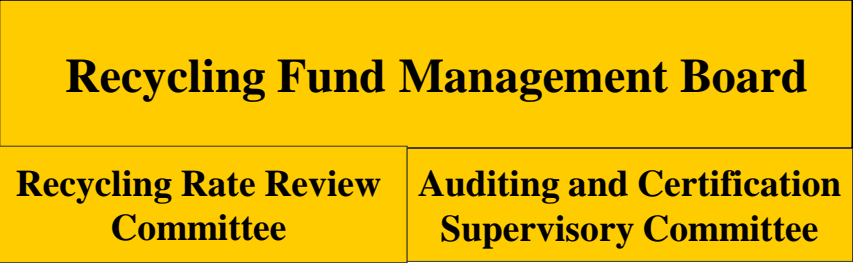 Recycling Fund Management Board
Recycling Rate Review
Committee
Auditing and Certification
Supervisory Committee